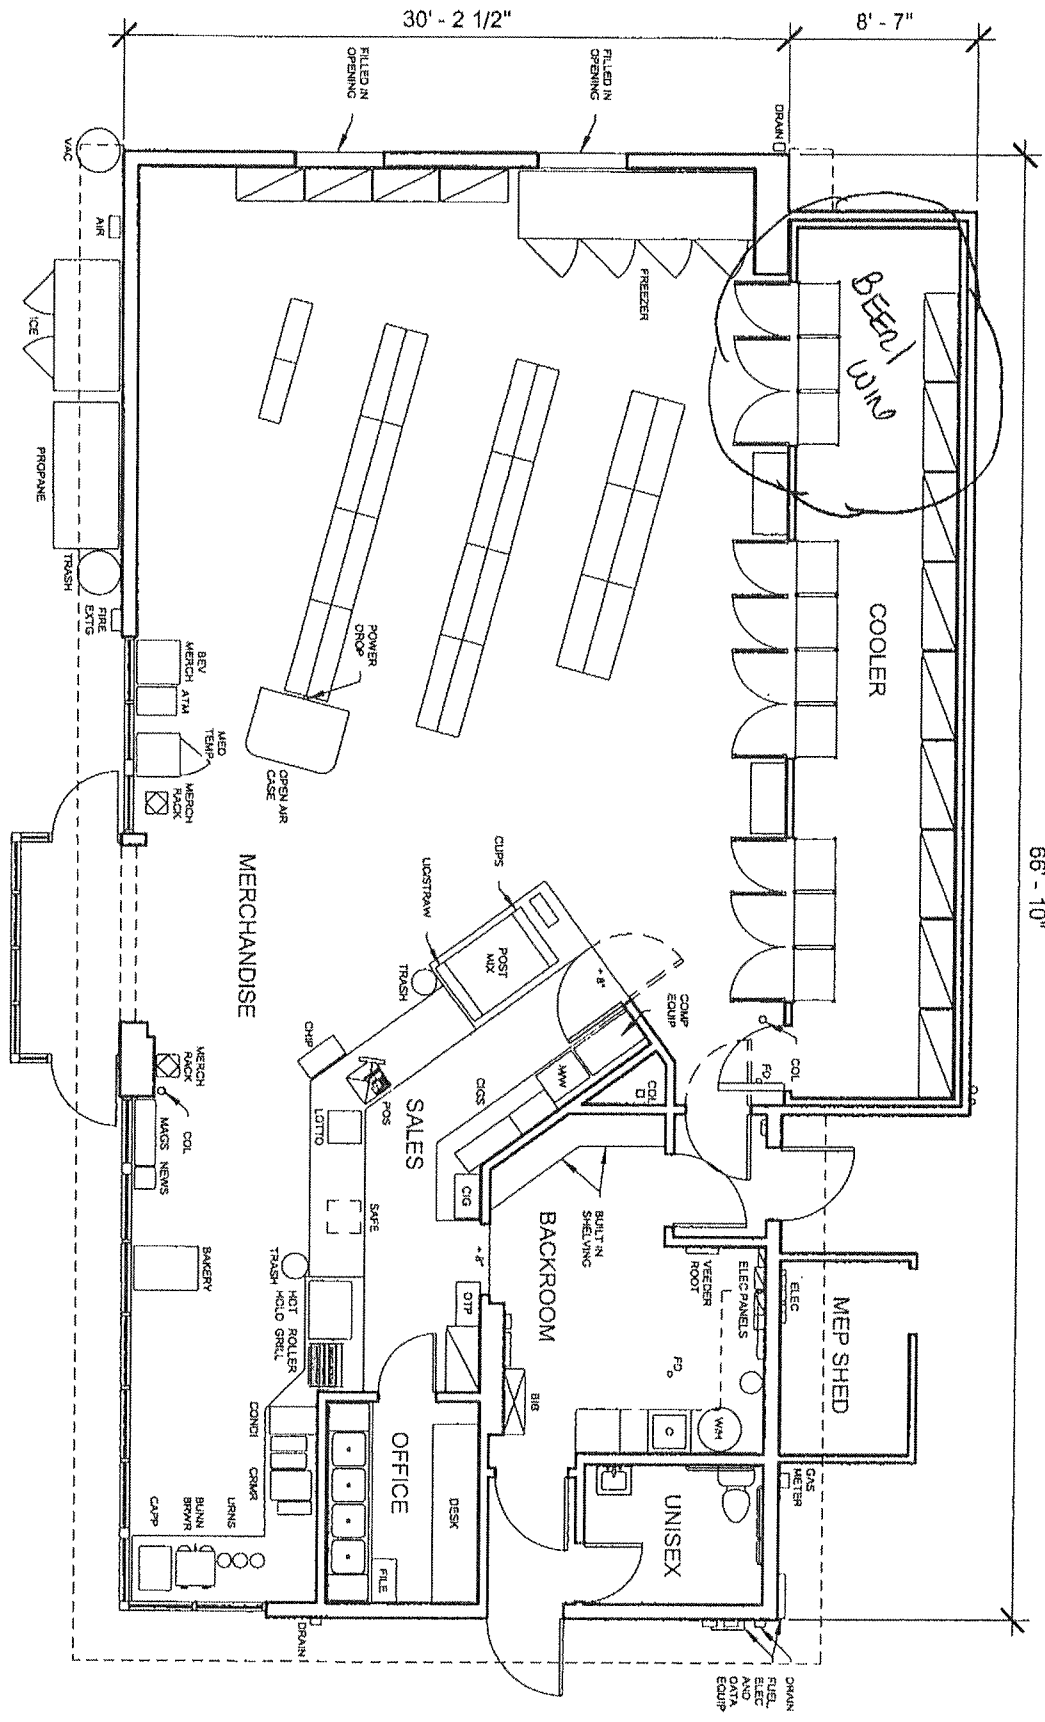 30' - 2 1/2"
8' - 7"
66' - 10"
FILLED IN
OPENING
FILLED IN
OPENING
DRAIN
VAC
AIR
ICE
PROPANE
TRASH
FIRE
EXTG
FREEZER
BEER/
WIN
COOLER
BEV
MERCH
ATM
MED
TEMP
MERCH
RACK
POWER
DROP
OPEN AIR
CASE
MERCHANDISE
CUPS
LID/STRAW
POST
MIX
TRASH
+ 8"
COMP
EQUIP
COL
FD
CHIP
POS
CIGS
M/W
COL
MERCH
RACK
COL
MAGS
NEWS
LOTTO
SALES
SAFE
CIG
+ 8"
BUILT IN
SHELVING
BACKROOM
VEEDER
ROOT
ELEC PANELS
ELEC
MEP SHED
BAKERY
TRASH
HOT
HOLD
ROLLER
GRILL
OTP
BIB
FD
W/H
C
GAS
METER
CONDI
CRMR
OFFICE
DESK
FILE
UNISEX
CAPP
BUNN
BRWR
URNS
DRAIN
DRAIN
FUEL
ELEC
AND
DATA
EQUIP